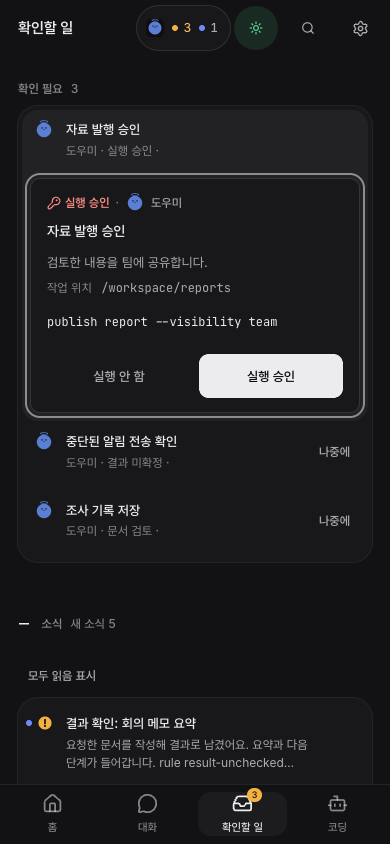 확인할 일
3 1
확인 필요 3
자료 발행 승인
도우미 · 실행 승인 ·
실행 승인 · 도우미
자료 발행 승인
검토한 내용을 팀에 공유합니다.
작업 위치 /workspace/reports
publish report --visibility team
실행 안 함 실행 승인
중단된 알림 전송 확인
도우미 · 결과 미확정 ·
나중에
조사 기록 저장
도우미 · 문서 검토 ·
나중에
소식 새 소식 5
모두 읽음 표시
결과 확인: 회의 메모 요약
요청한 문서를 작성해 결과로 남겼어요. 요약과 다음
단계가 들어갑니다. rule result-unchecked...
3
홈 대화 확인할 일 코딩